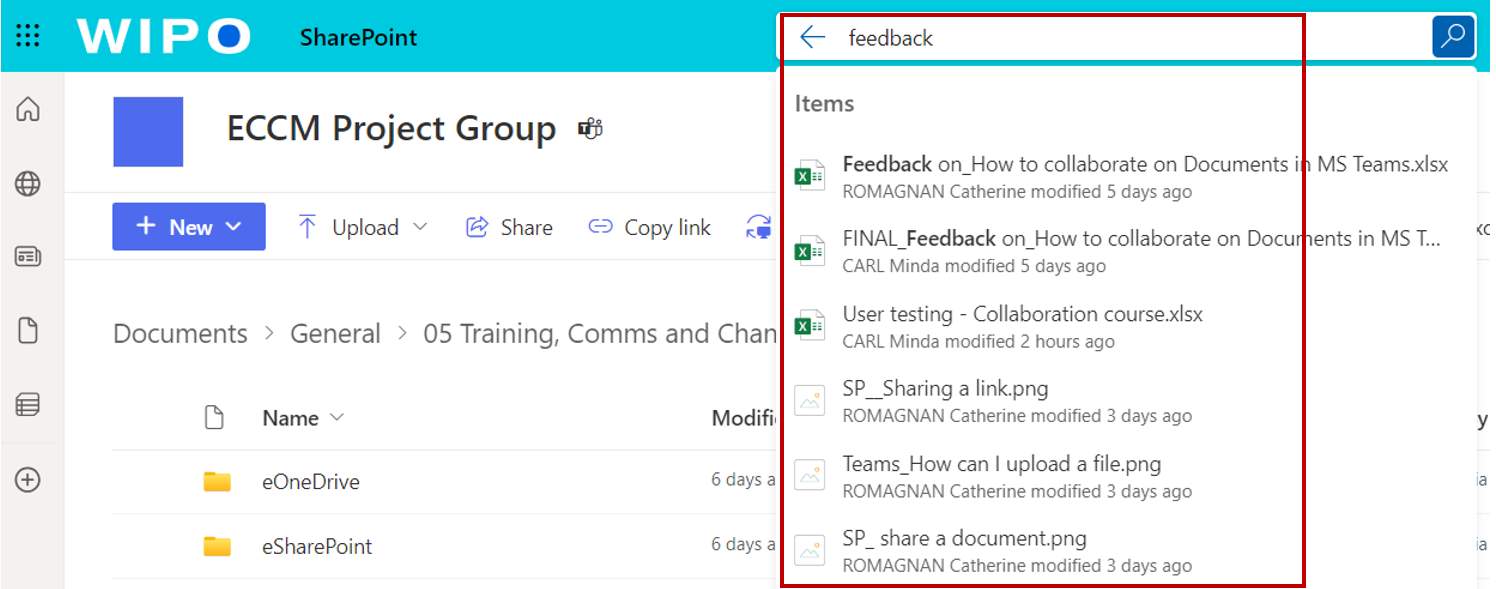 WIPO SharePoint
feedback
ECCM Project Group
New Upload Share Copy link
Documents > General > 05 Training, Comms and Chan
Name Modifi
eOneDrive 6 days a
eSharePoint 6 days a
Items
Feedback on_How to collaborate on Documents in MS Teams.xlsx
ROMAGNAN Catherine modified 5 days ago
FINAL_Feedback on_How to collaborate on Documents in MS T...
CARL Minda modified 5 days ago
User testing - Collaboration course.xlsx
CARL Minda modified 2 hours ago
SP__Sharing a link.png
ROMAGNAN Catherine modified 3 days ago
Teams_How can I upload a file.png
ROMAGNAN Catherine modified 3 days ago
SP_ share a document.png
ROMAGNAN Catherine modified 3 days ago